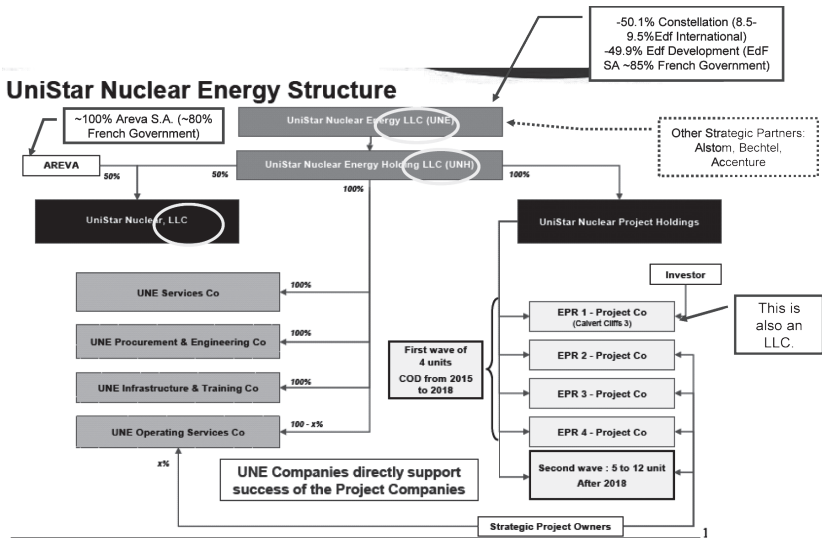 -50.1% Constellation (8.5-
9.5%Edf International)
-49.9% Edf Development (EdF
SA ~85% French Government)
UniStar Nuclear Energy Structure
~100% Areva S.A. (~80%
French Government)
UniStar Nuclear Energy LLC (UNE)
Other Strategic Partners:
Alstom, Bechtel,
Accenture
AREVA
50%
50%
UniStar Nuclear Energy Holding LLC (UNH)
100%
100%
UniStar Nuclear, LLC
UniStar Nuclear Project Holdings
Investor
UNE Services Co
100%
UNE Procurement & Engineering Co
100%
UNE Infrastructure & Training Co
100%
UNE Operating Services Co
100 - x%
x%
First wave of
4 units
COD from 2015
to 2018
EPR 1 - Project Co
(Calvert Cliffs 3)
This is
also an
LLC.
EPR 2 - Project Co
EPR 3 - Project Co
EPR 4 - Project Co
Second wave : 5 to 12 unit
After 2018
UNE Companies directly support
success of the Project Companies
Strategic Project Owners
1